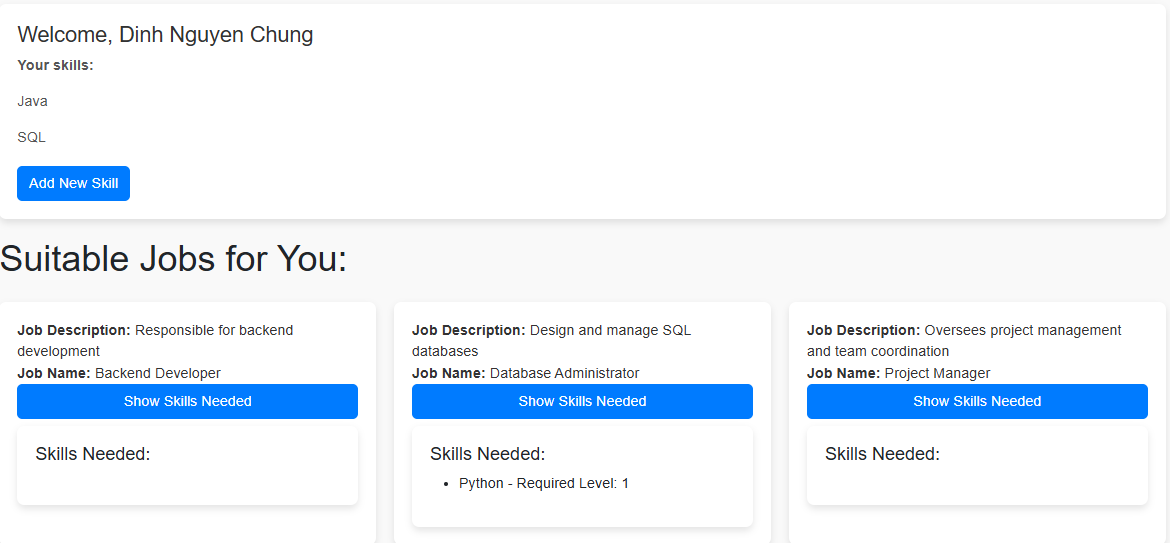 Welcome, Dinh Nguyen Chung
Your skills:
Java
SQL
Add New Skill
Suitable Jobs for You:
Job Description: Responsible for backend
development
Job Name: Backend Developer
Show Skills Needed
Skills Needed:
Job Description: Design and manage SQL
databases
Job Name: Database Administrator
Show Skills Needed
Skills Needed:
• Python - Required Level: 1
Job Description: Oversees project management
and team coordination
Job Name: Project Manager
Show Skills Needed
Skills Needed: